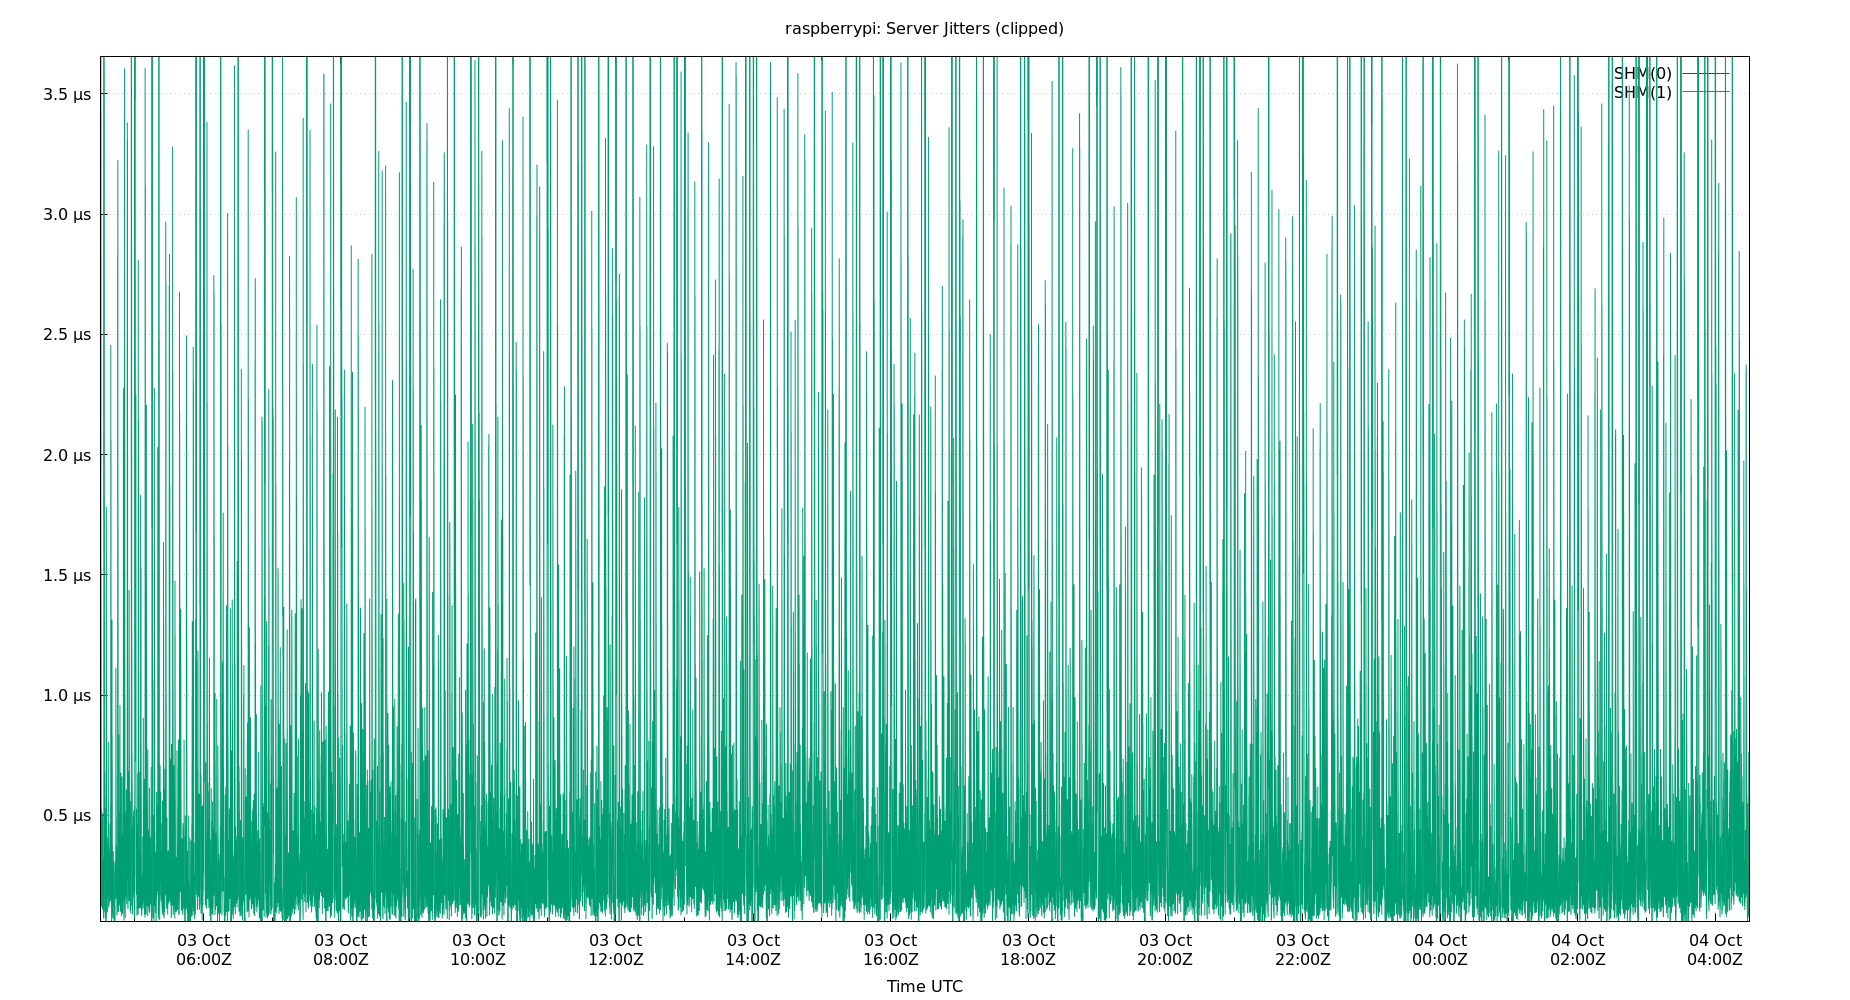 raspberrypi: Server Jitters (clipped)
SHM(0)
SHM(1)
3.5 µs
3.0 µs
2.5 µs
2.0 µs
1.5 µs
1.0 µs
0.5 µs
03 Oct 03 Oct 03 Oct 03 Oct 03 Oct 03 Oct 03 Oct 03 Oct 03 Oct 04 Oct 04 Oct 04 Oct
06:00Z 08:00Z 10:00Z 12:00Z 14:00Z 16:00Z 18:00Z 20:00Z 22:00Z 00:00Z 02:00Z 04:00Z
Time UTC